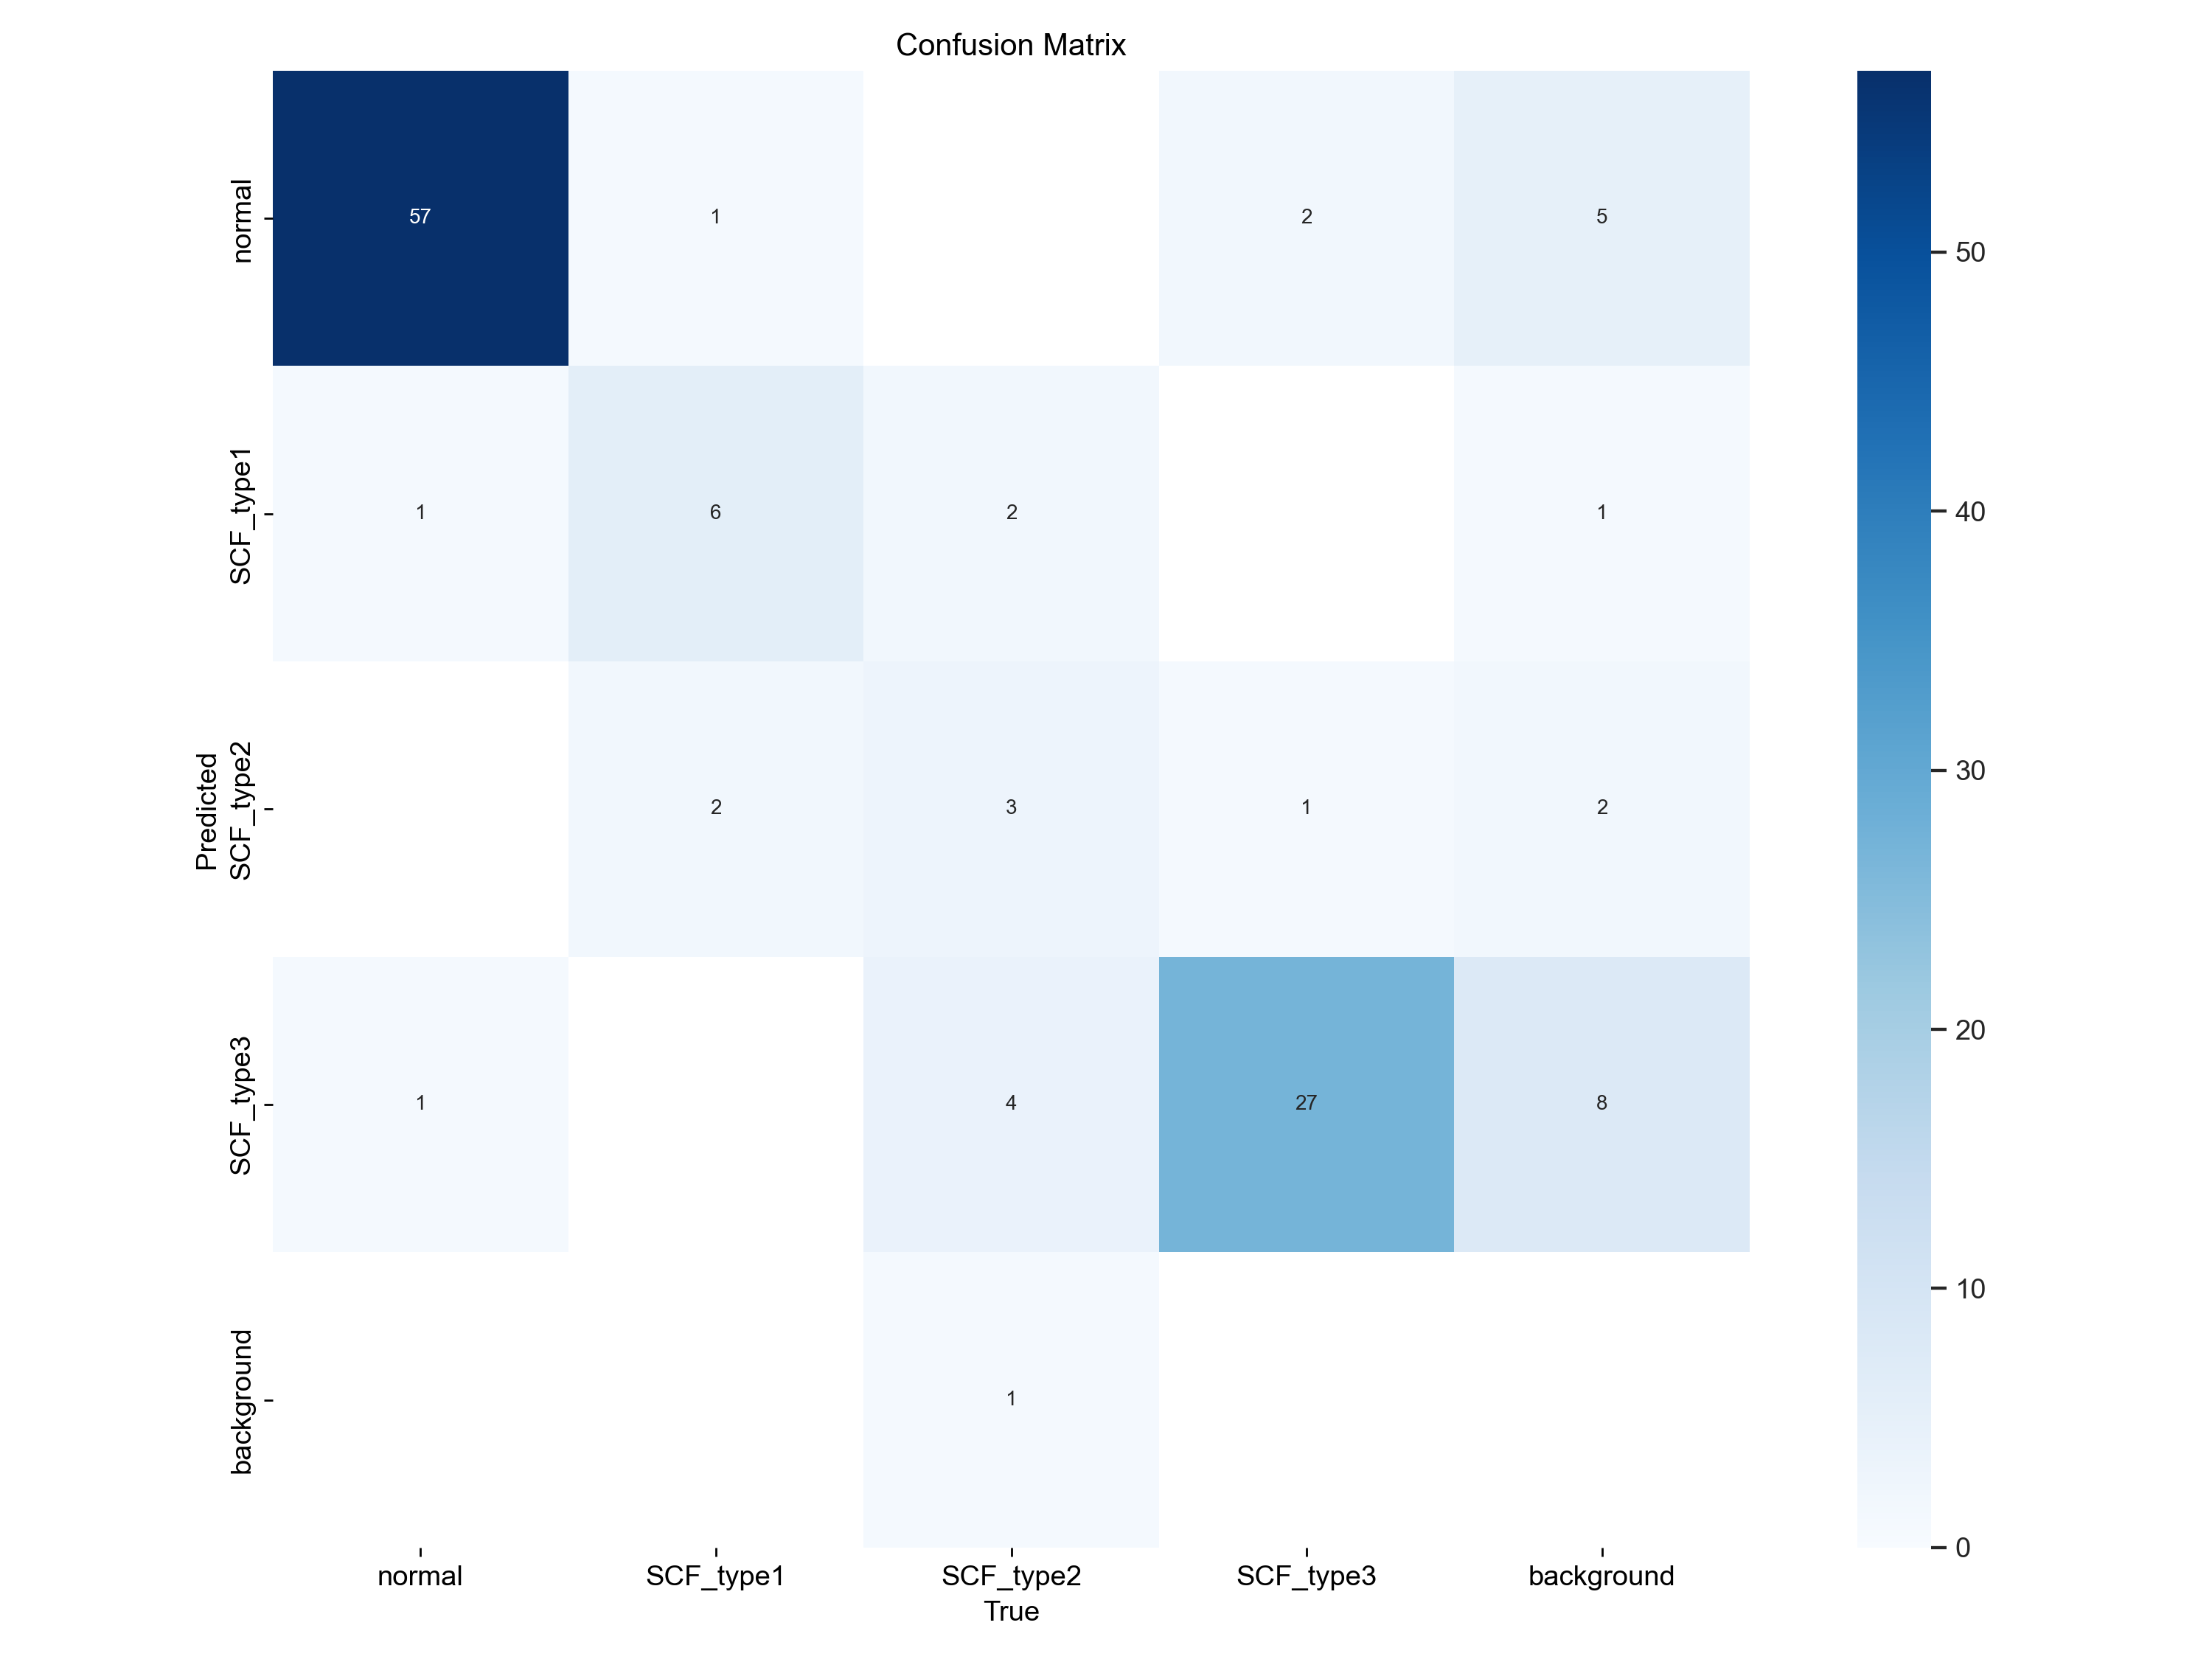 Confusion Matrix
normal
57
1
2
5
50
SCF_type1
1
6
2
1
40
Predicted
SCF_type2
2
3
1
2
30
SCF_type3
1
4
27
8
20
background
1
10
0
normal
SCF_type1
SCF_type2
SCF_type3
background
True